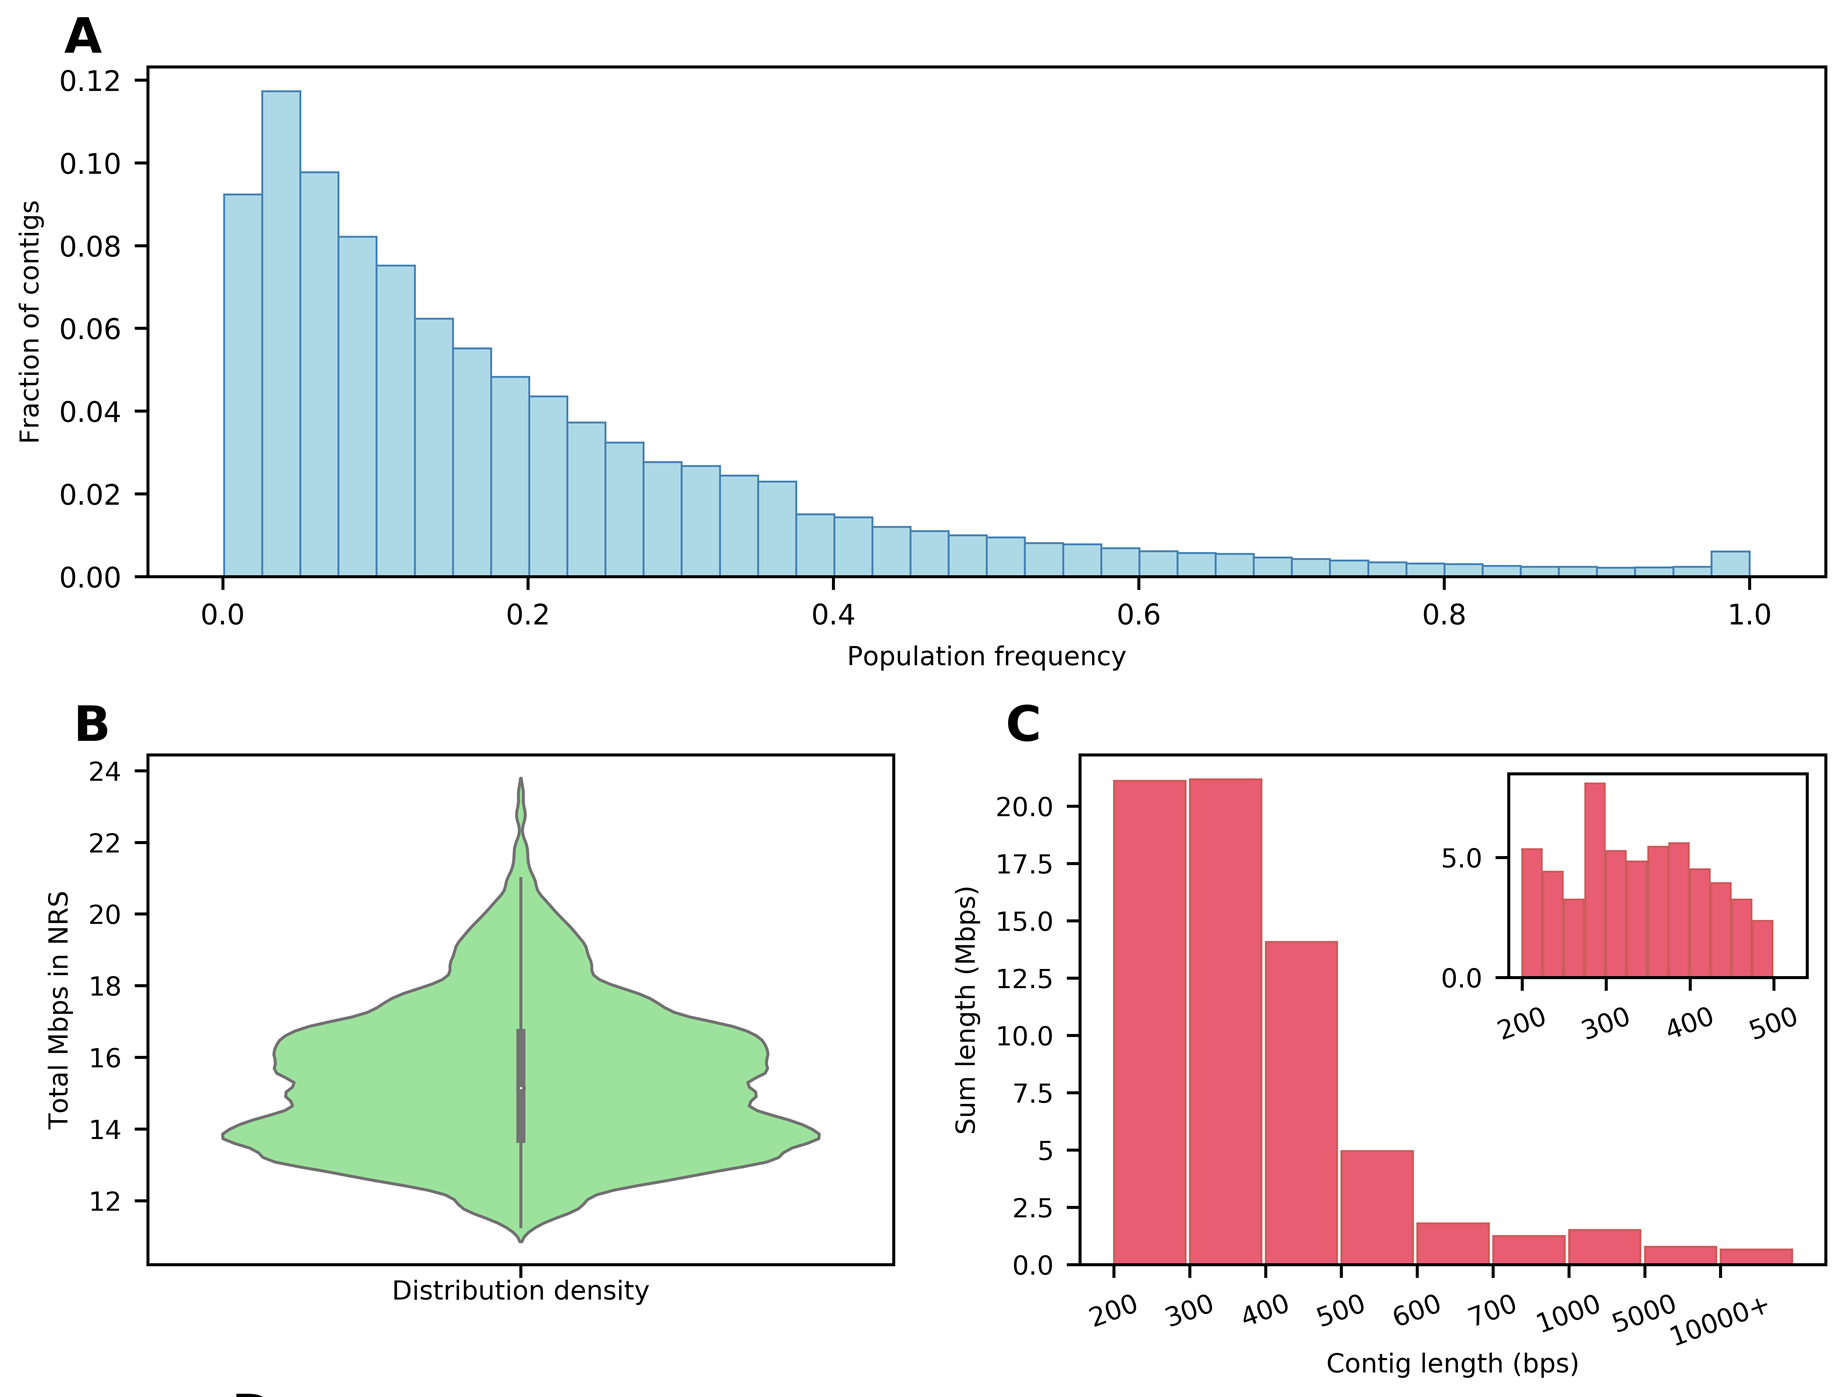 A
0.12
0.10
0.08
0.06
0.04
0.02
0.00
Fraction of contigs
0.0 0.2 0.4 0.6 0.8 1.0
Population frequency
B
24
22
20
18
16
14
12
Total Mbps in NRS
Distribution density
C
20.0
17.5
15.0
12.5
10.0
7.5
5
2.5
0.0
Sum length (Mbps)
5.0
0.0
200 300 400 500
200 300 400 500 600 700 1000 5000 10000+
Contig length (bps)